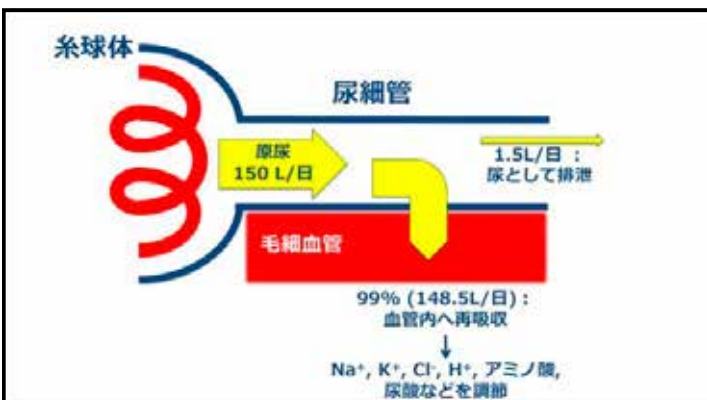 糸球体
尿細管
原尿
150 L/日
1.5L/日 :
尿として排泄
毛細血管
99% (148.5L/日) :
血管内へ再吸収
Na⁺, K⁺, Cl⁻, H⁺, アミノ酸,
尿酸などを調節